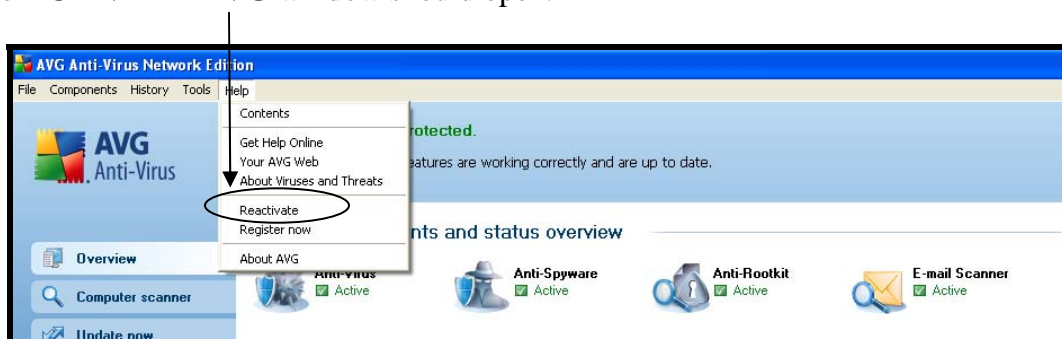 window should open.
AVG Anti-Virus Network Edition
File Components History Tools Help
Contents
Get Help Online
Your AVG Web
About Viruses and Threats
Reactivate
Register now
About AVG
AVG
Anti-Virus
rotected.
eatures are working correctly and are up to date.
nts and status overview
Overview
Computer scanner
Update now
Anti-Virus
Active
Anti-Spyware
Active
Anti-Rootkit
Active
E-mail Scanner
Active